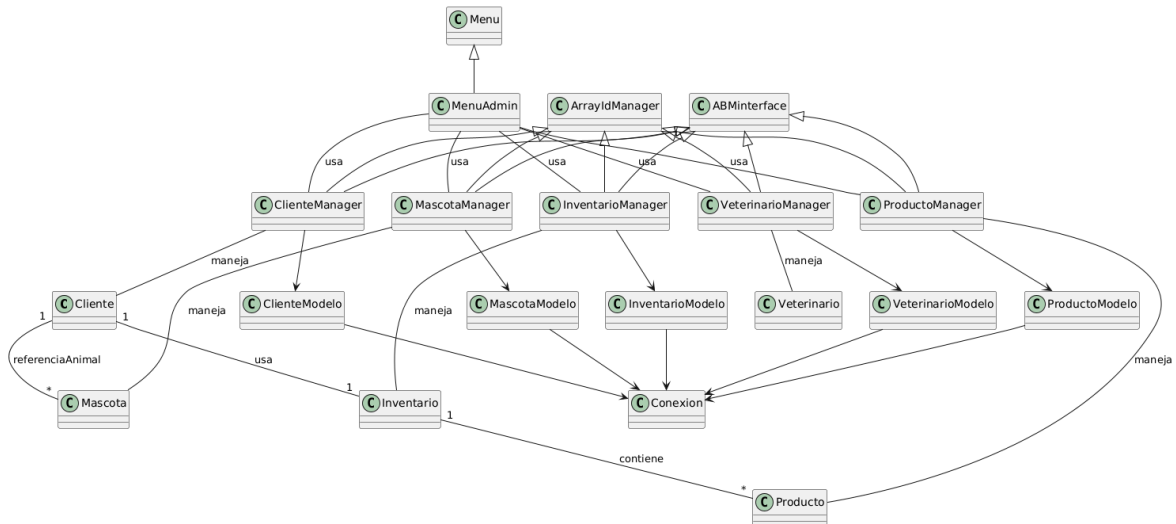 C Menu
C MenuAdmin
C ArrayIdManager
C ABMinterface
usa
usa
usa
usa
usa
C ClienteManager
C MascotaManager
C InventarioManager
C VeterinarioManager
C ProductoManager
maneja
maneja
maneja
maneja
maneja
C Cliente
C ClienteModelo
C MascotaModelo
C InventarioModelo
C Veterinario
C VeterinarioModelo
C ProductoModelo
1
1
referenciaAnimal
usa
*
1
C Mascota
C Inventario
C Conexion
1
contiene
*
C Producto